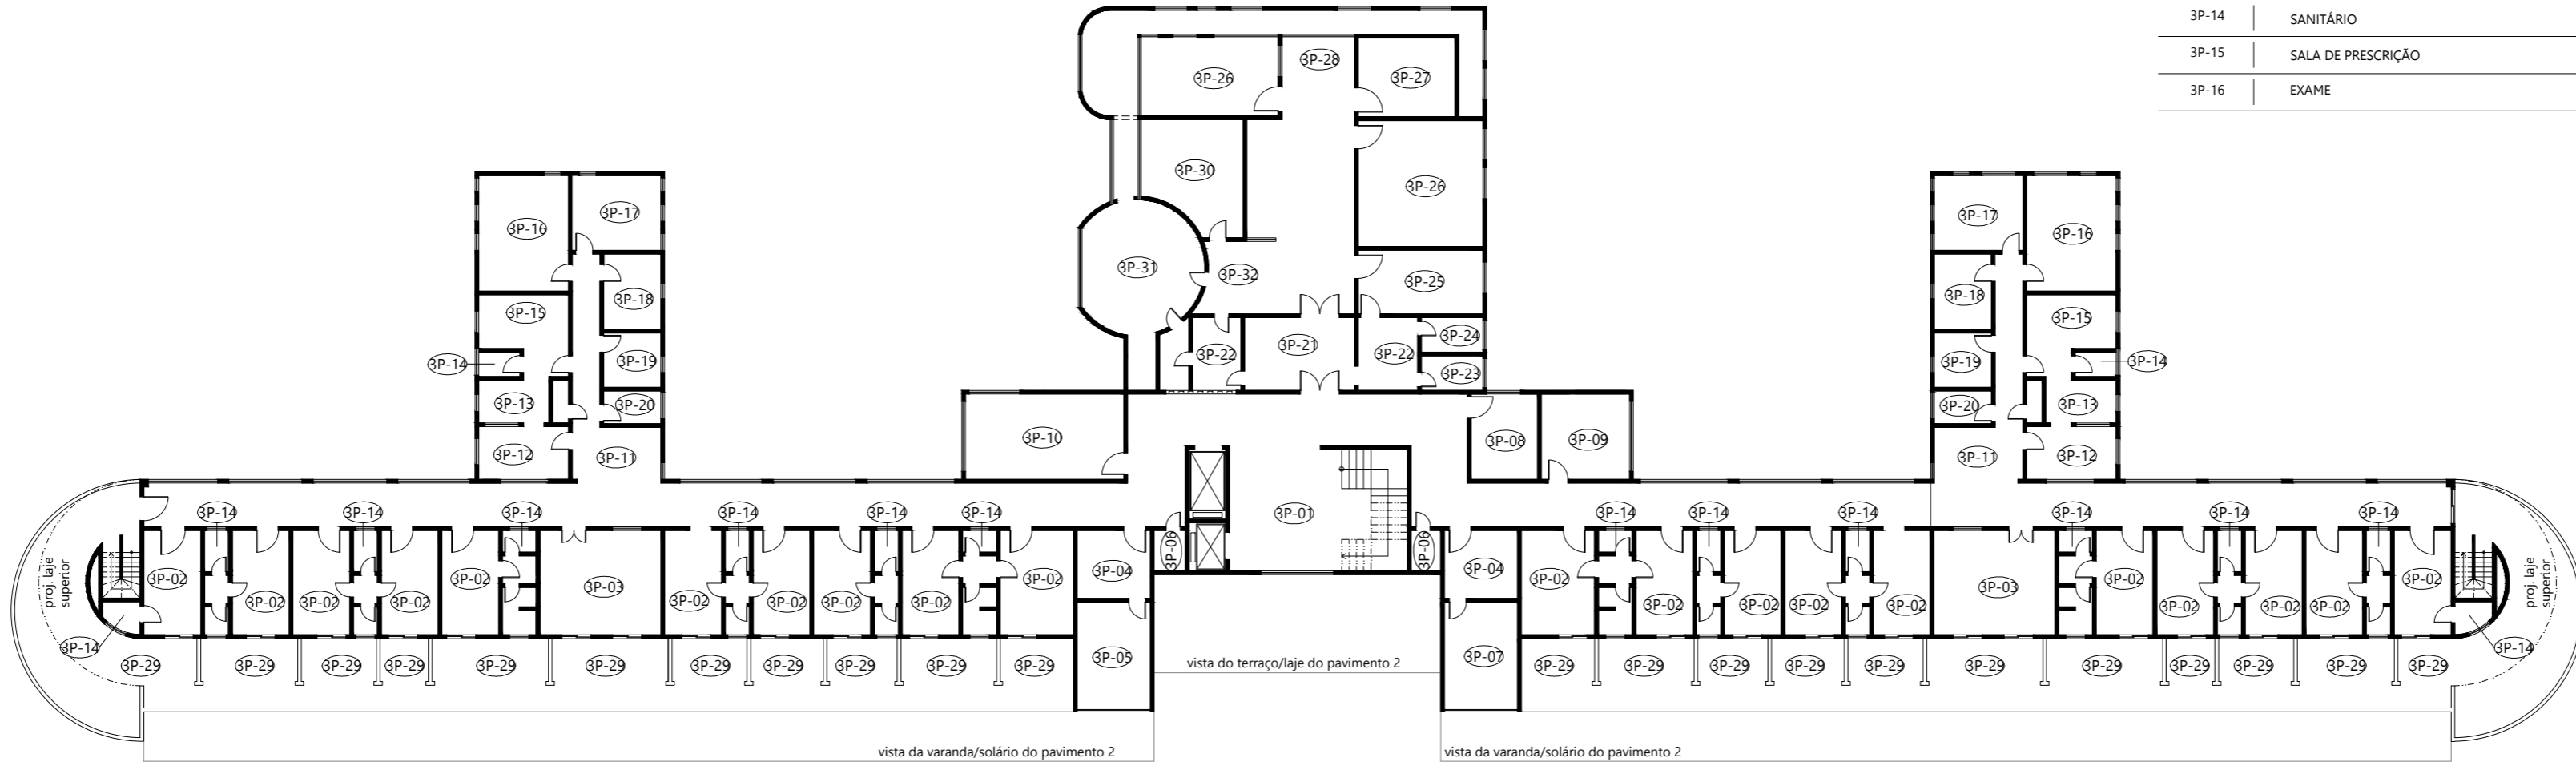 3P-14 SANITÁRIO
3P-15 SALA DE PRESCRIÇÃO
3P-16 EXAME
3P-28
3P-26 3P-27
3P-30
3P-26
3P-17
3P-16
3P-17
3P-16
3P-31 3P-32
3P-25
3P-18
3P-15
3P-18
3P-15
3P-24
3P-22 3P-21 3P-22
3P-23
3P-14
3P-19
3P-19
3P-14
3P-13 3P-20
3P-20 3P-13
3P-10
3P-08 3P-09
3P-12 3P-11
3P-11 3P-12
3P-14 3P-14 3P-14 3P-14 3P-14 3P-14
3P-01
3P-14 3P-14 3P-14 3P-14 3P-14 3P-14
3P-06
3P-06
proj. laje
superior
3P-02 3P-02 3P-02 3P-02 3P-02 3P-03 3P-02 3P-02 3P-02 3P-02 3P-02 3P-04
3P-04 3P-02 3P-02 3P-02 3P-02 3P-02 3P-03 3P-02 3P-02 3P-02 3P-02 3P-02
proj. laje
superior
3P-14
3P-14
3P-29 3P-29 3P-29 3P-29 3P-29 3P-29 3P-29 3P-29 3P-29 3P-29 3P-29 3P-05
vista do terraço/laje do pavimento 2
3P-07 3P-29 3P-29 3P-29 3P-29 3P-29 3P-29 3P-29 3P-29 3P-29 3P-29 3P-29
vista da varanda/solário do pavimento 2
vista da varanda/solário do pavimento 2